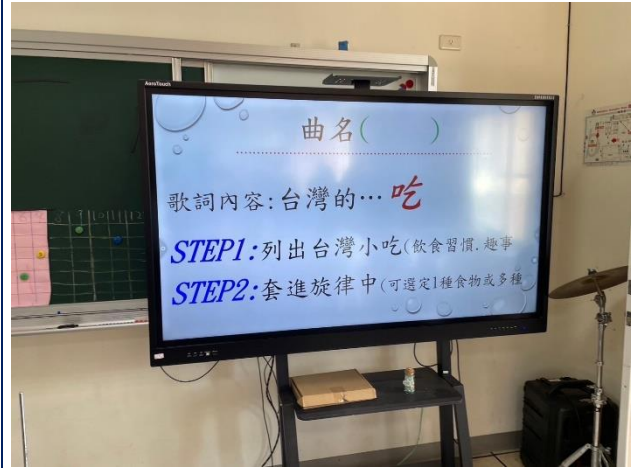 AeroTouch
曲名(　　)
歌詞內容:台灣的…吃
STEP1:列出台灣小吃(飲食習慣.趣事
STEP2:套進旋律中(可選定1種食物或多種